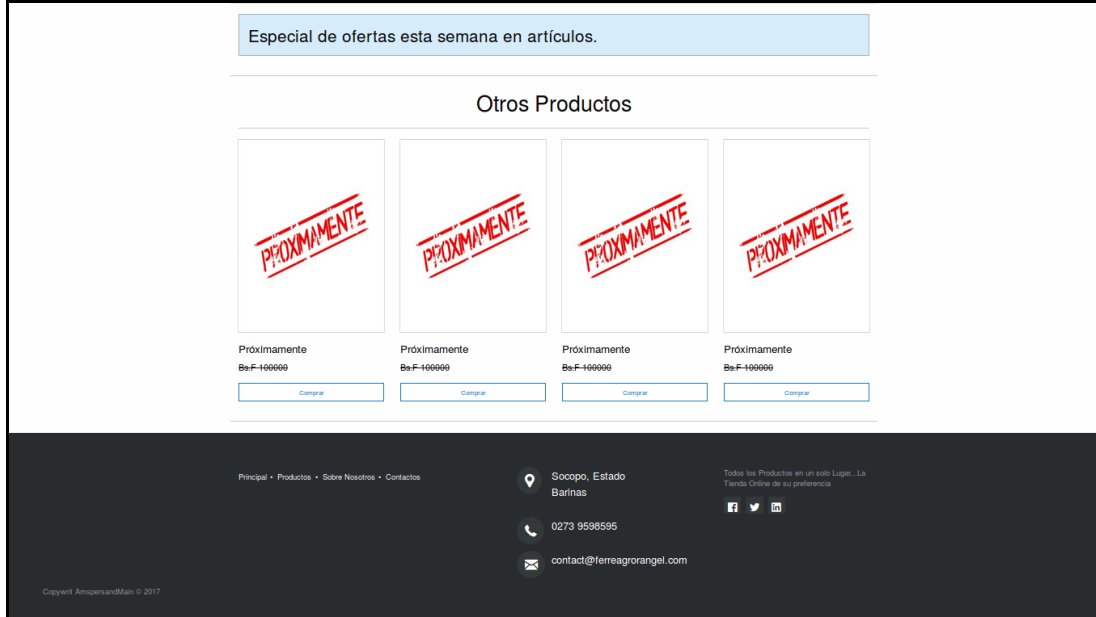 Especial de ofertas esta semana en artículos.
Otros Productos
PRÓXIMAMENTE
PRÓXIMAMENTE
PRÓXIMAMENTE
PRÓXIMAMENTE
Próximamente
Próximamente
Próximamente
Próximamente
Bs.F 100000
Bs.F 100000
Bs.F 100000
Bs.F 100000
Comprar
Comprar
Comprar
Comprar
Principal • Productos • Sobre Nosotros • Contactos
Socopo, Estado
Barinas
0273 9598595
contact@ferreagrorangel.com
Todos los Productos en un solo Lugar...La
Tienda Online de su preferencia
Copywrit AmspersandMain © 2017